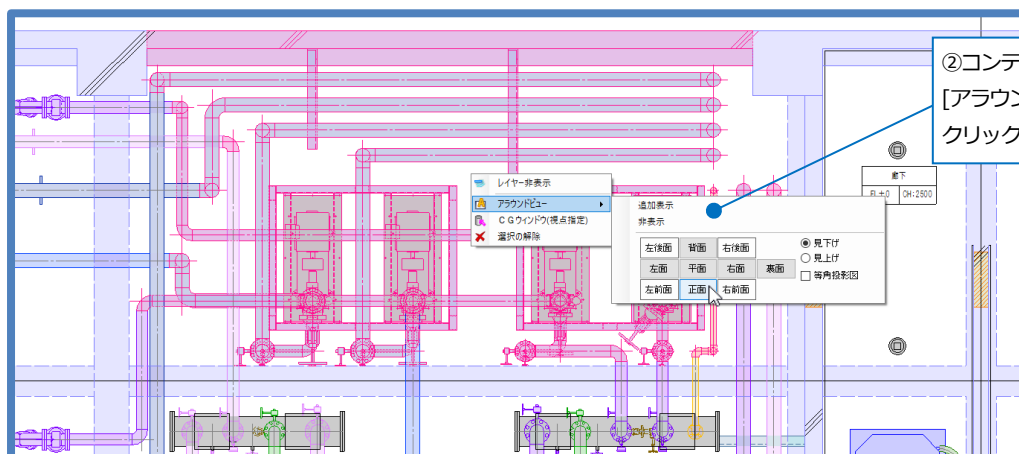 ②コンテ
[アラウン
クリック
廊下
FL±0 CH:2500
レイヤー非表示
アラウンドビュー
CGウィンドウ(視点指定)
選択の解除
追加表示
非表示
左後面 背面 右後面
左面 平面 右面 裏面
左前面 正面 右前面
見下げ
見上げ
等角投影図